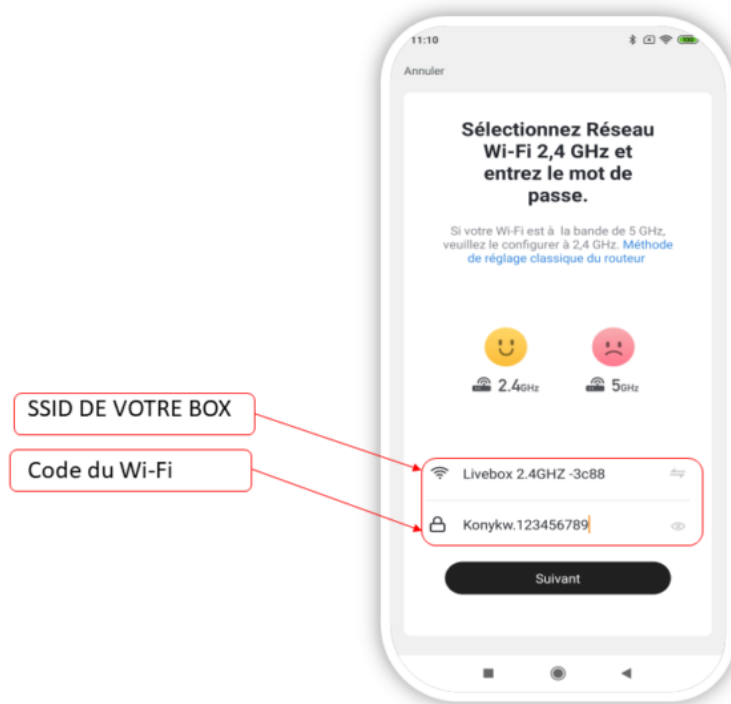 11:10
100
Annuler
Sélectionnez Réseau
Wi-Fi 2,4 GHz et
entrez le mot de
passe.
Si votre Wi-Fi est à la bande de 5 GHz,
veuillez le configurer à 2,4 GHz. Méthode
de réglage classique du routeur
2.4GHz
5GHz
SSID DE VOTRE BOX
Livebox 2.4GHZ -3c88
Code du Wi-Fi
Konykw.123456789
Suivant